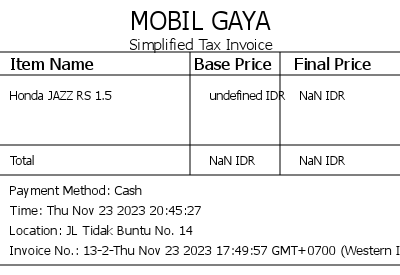 MOBIL GAYA
Simplified Tax Invoice
Item Name Base Price Final Price
Honda JAZZ RS 1.5 undefined IDR NaN IDR
Total NaN IDR NaN IDR
Payment Method: Cash
Time: Thu Nov 23 2023 20:45:27
Location: JL Tidak Buntu No. 14
Invoice No.: 13-2-Thu Nov 23 2023 17:49:57 GMT+0700 (Western I